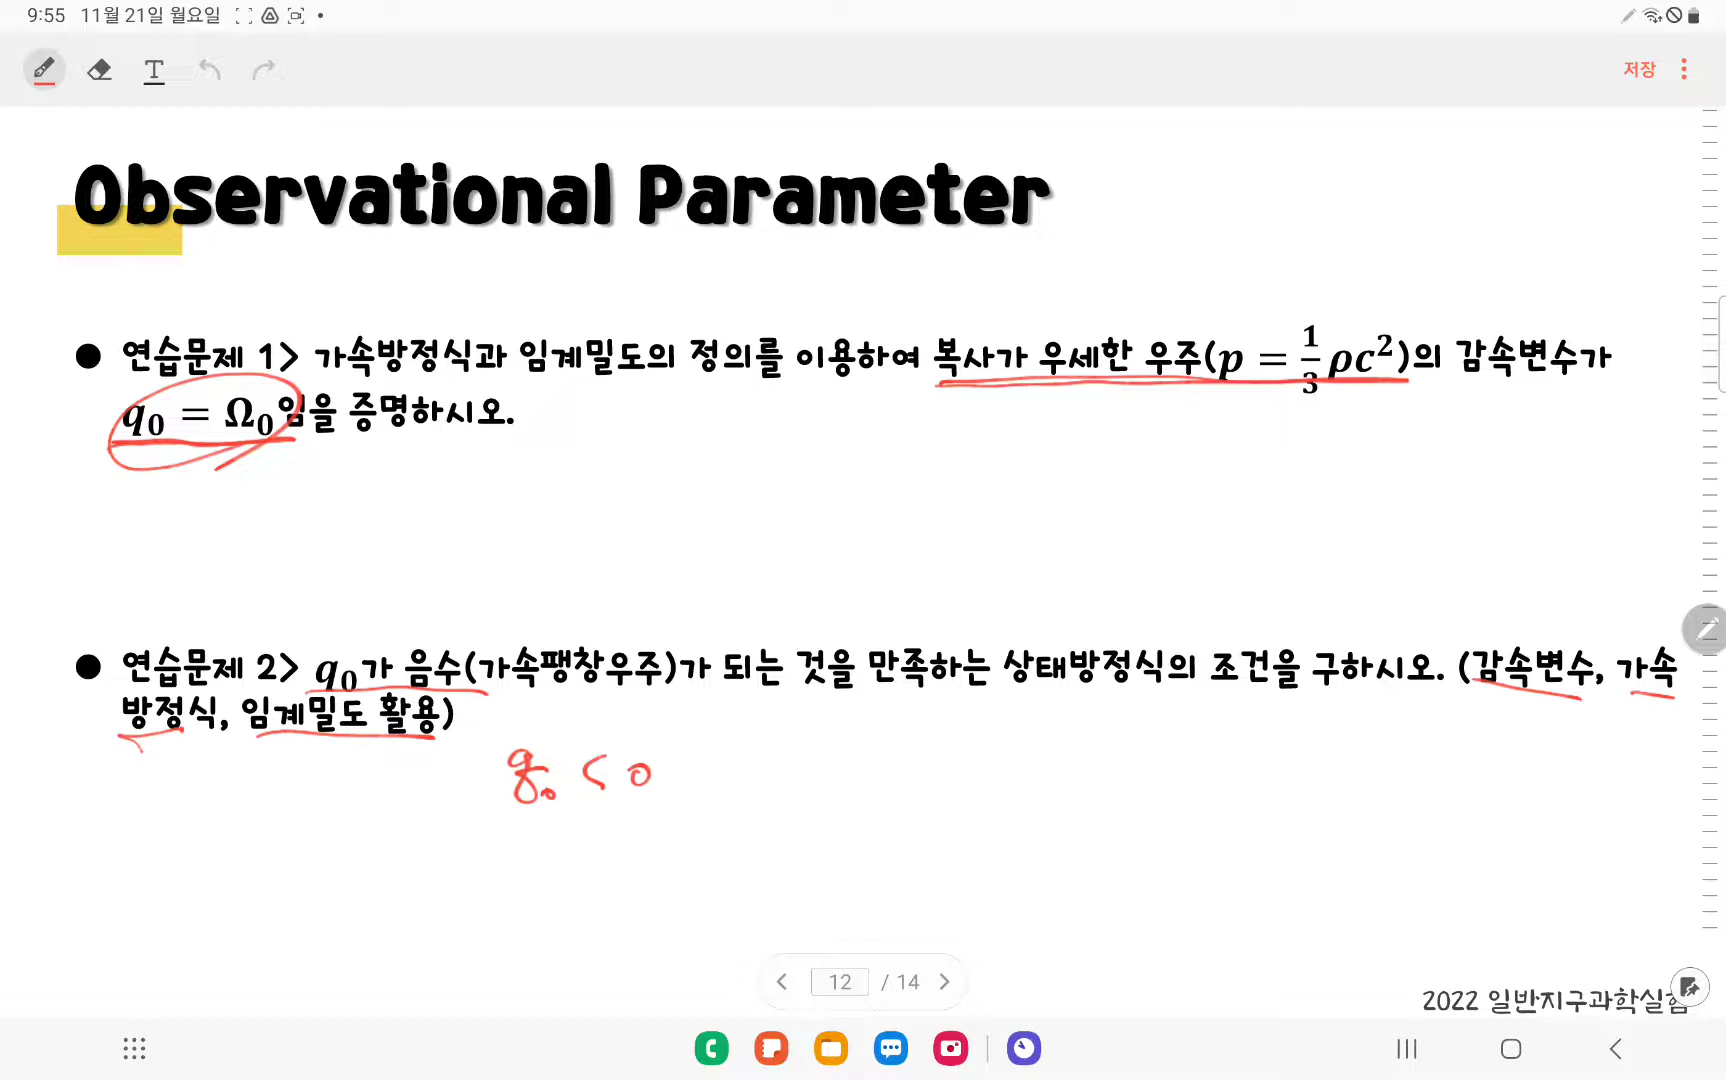 9:55 11월 21일 월요일
저장
Observational Parameter
● 연습문제 1> 가속방정식과 임계밀도의 정의를 이용하여 복사가 우세한 우주(p = 1/3 ρc²)의 감속변수가
q₀ = Ω₀임을 증명하시오.
● 연습문제 2> q₀가 음수(가속팽창우주)가 되는 것을 만족하는 상태방정식의 조건을 구하시오. (감속변수, 가속
방정식, 임계밀도 활용)
q₀ < 0
12 / 14
2022 일반지구과학실험